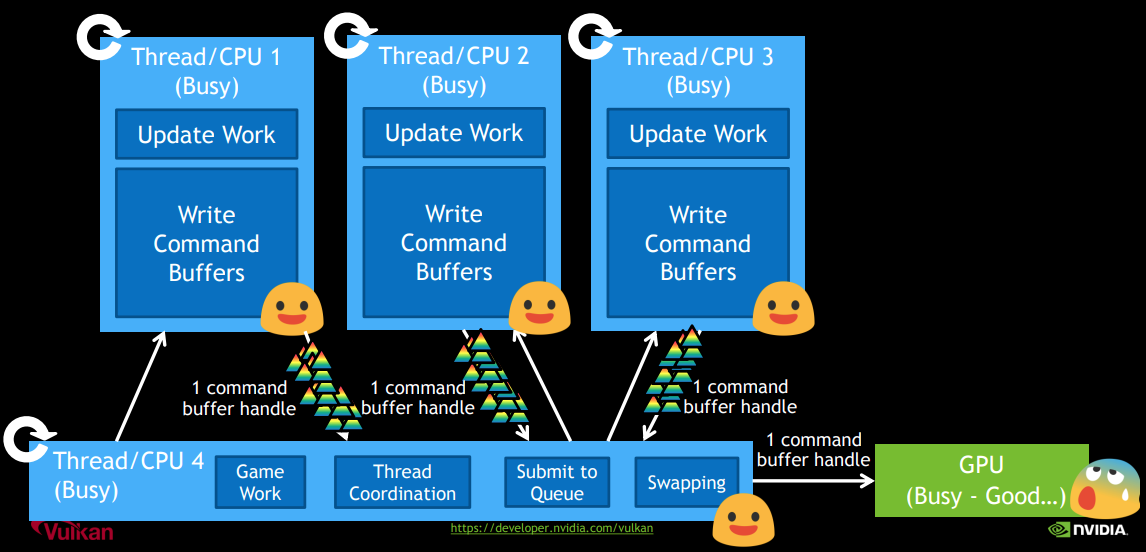 Thread/CPU 1
(Busy)
Update Work
Write
Command
Buffers
Thread/CPU 2
(Busy)
Update Work
Write
Command
Buffers
Thread/CPU 3
(Busy)
Update Work
Write
Command
Buffers
1 command
buffer handle
1 command
buffer handle
1 command
buffer handle
Thread/CPU 4
(Busy)
Game
Work
Thread
Coordination
Submit to
Queue
Swapping
1 command
buffer handle
GPU
(Busy - Good…)
Vulkan
https://developer.nvidia.com/vulkan
NVIDIA.